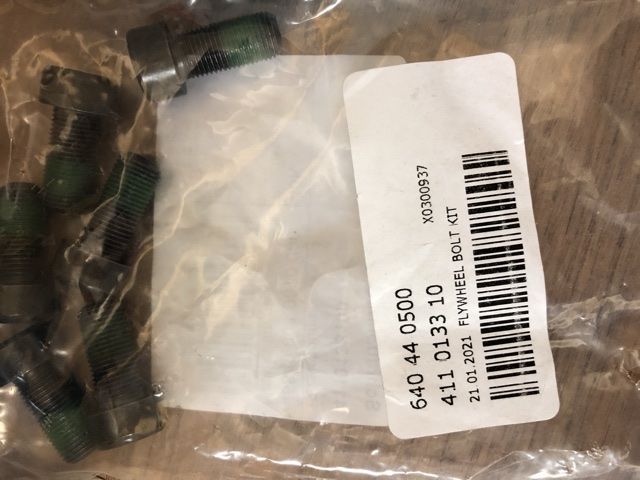 X0300937
640 44 0500
411 0133 10
21.01.2021 FLYWHEEL BOLT KIT